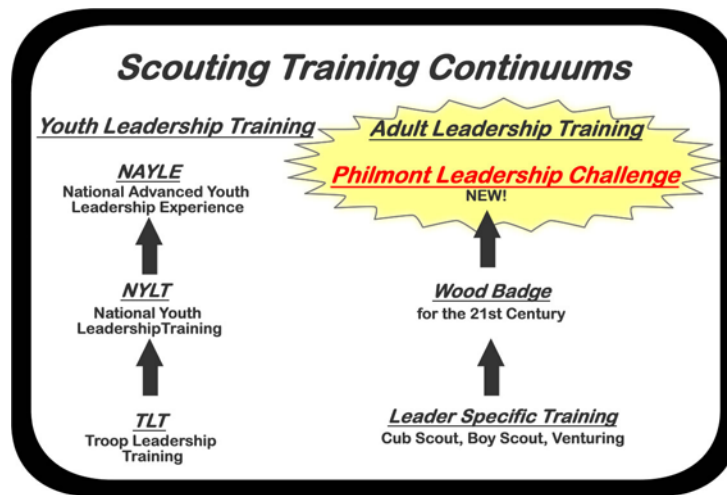 Scouting Training Continuums
Youth Leadership Training
NAYLE
National Advanced Youth
Leadership Experience
NYLT
National Youth
LeadershipTraining
TLT
Troop Leadership
Training
Adult Leadership Training
Philmont Leadership Challenge
NEW!
Wood Badge
for the 21st Century
Leader Specific Training
Cub Scout, Boy Scout, Venturing